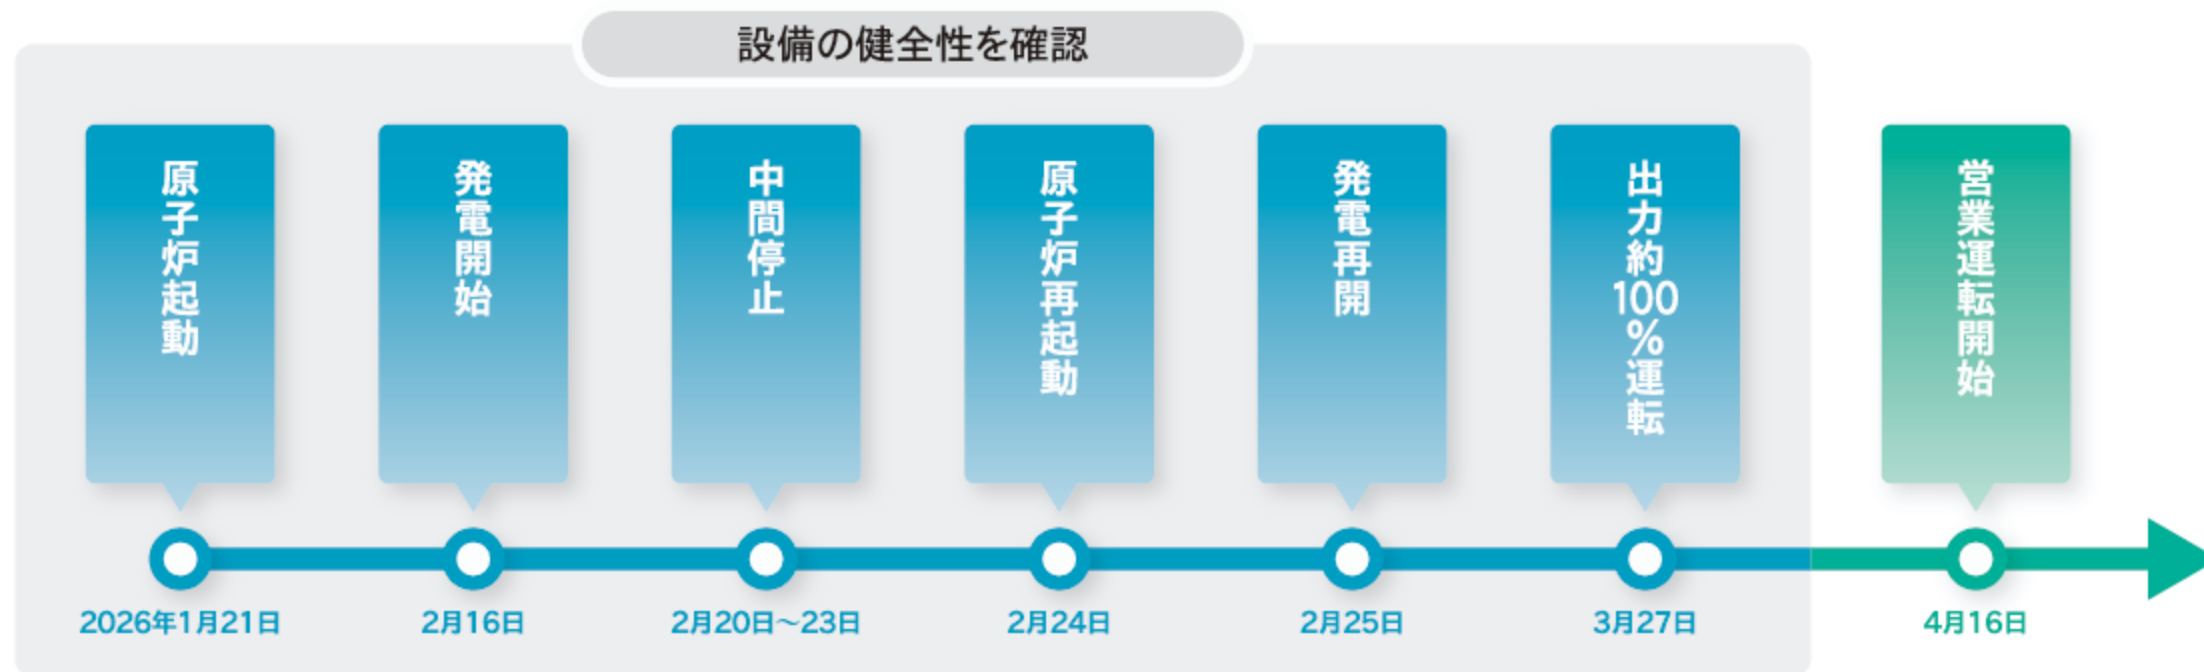 設備の健全性を確認
原子炉起動
発電開始
中間停止
原子炉再起動
発電再開
出力約100%運転
営業運転開始
2026年1月21日
2月16日
2月20日～23日
2月24日
2月25日
3月27日
4月16日